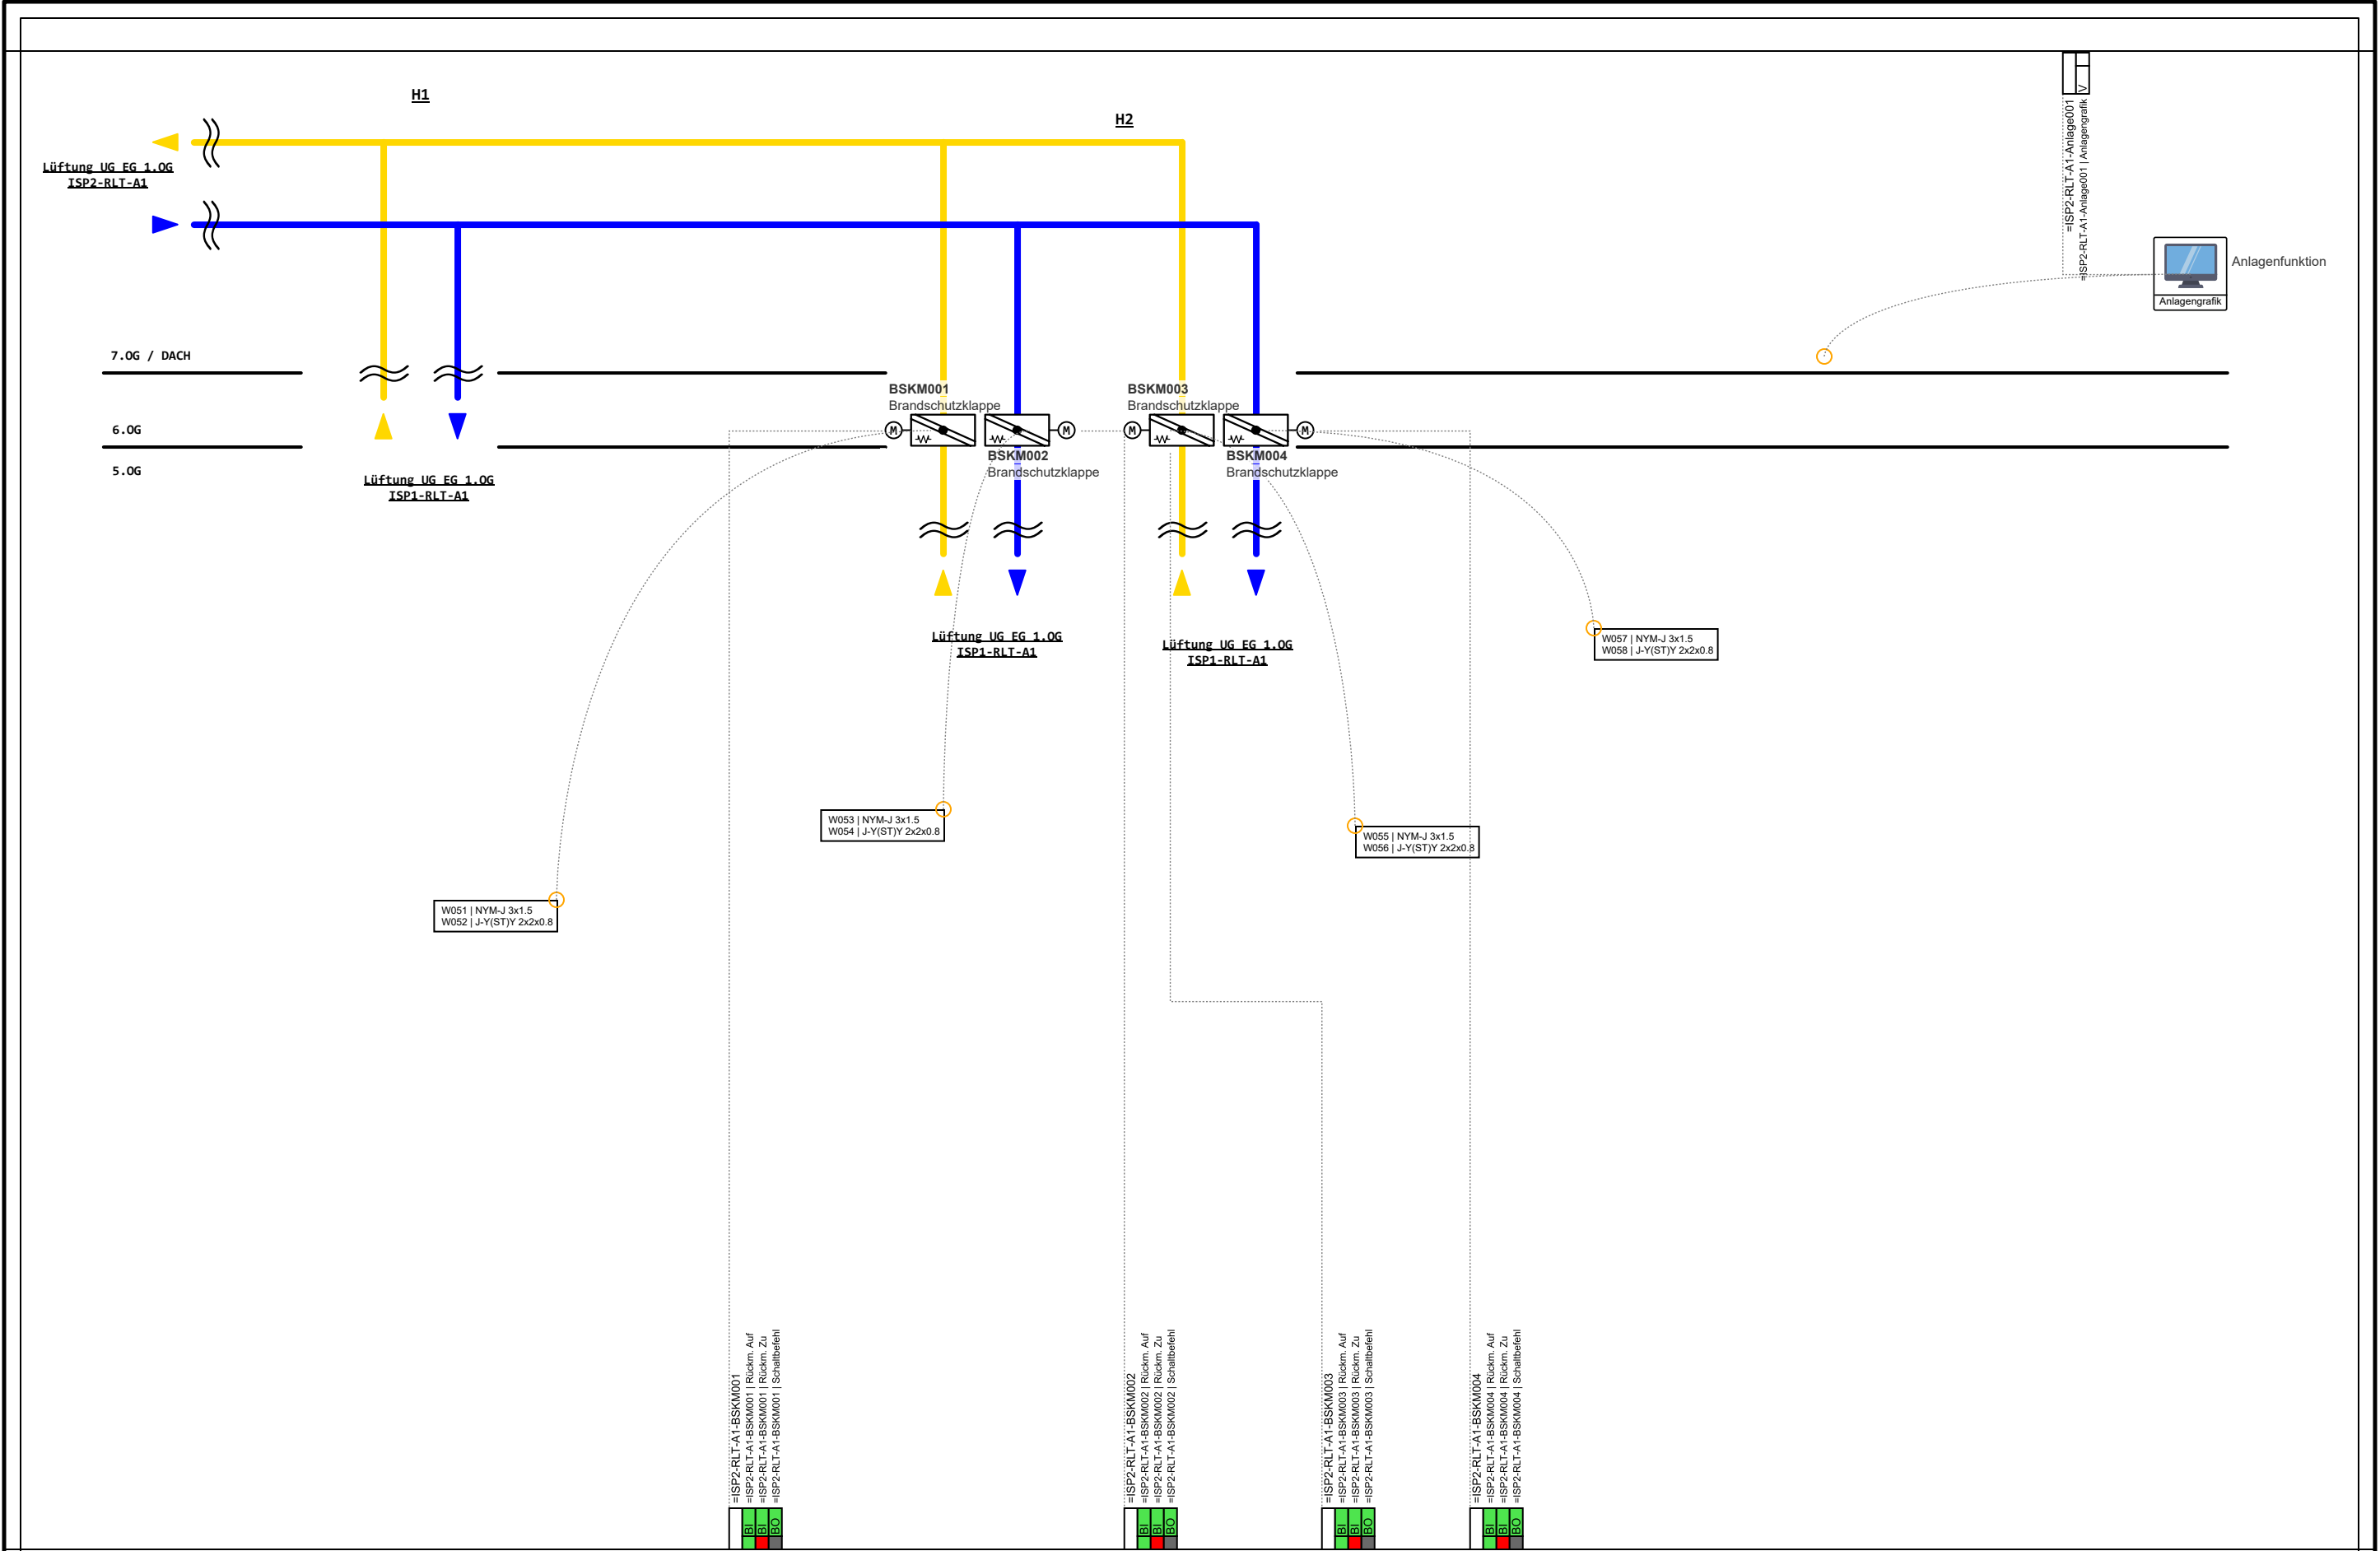 H1
H2
Lüftung UG EG 1.OG
ISP2-RLT-A1
=ISP2-RLT-A1-Anlage001
=ISP2-RLT-A1-Anlage001 | Anlagengrafik
V
Anlagenfunktion
Anlagengrafik
7.OG / DACH
6.OG
5.OG
BSKM001
Brandschutzklappe
BSKM003
Brandschutzklappe
M
M
M
M
BSKM002
Brandschutzklappe
BSKM004
Brandschutzklappe
Lüftung UG EG 1.OG
ISP1-RLT-A1
Lüftung UG EG 1.OG
ISP1-RLT-A1
Lüftung UG EG 1.OG
ISP1-RLT-A1
W057 | NYM-J 3x1.5
W058 | J-Y(ST)Y 2x2x0.8
W053 | NYM-J 3x1.5
W054 | J-Y(ST)Y 2x2x0.8
W055 | NYM-J 3x1.5
W056 | J-Y(ST)Y 2x2x0.8
W051 | NYM-J 3x1.5
W052 | J-Y(ST)Y 2x2x0.8
=ISP2-RLT-A1-BSKM001
=ISP2-RLT-A1-BSKM001 | Rückm. Auf
=ISP2-RLT-A1-BSKM001 | Rückm. Zu
=ISP2-RLT-A1-BSKM001 | Schaltbefehl
BI
BI
BO
=ISP2-RLT-A1-BSKM002
=ISP2-RLT-A1-BSKM002 | Rückm. Auf
=ISP2-RLT-A1-BSKM002 | Rückm. Zu
=ISP2-RLT-A1-BSKM002 | Schaltbefehl
BI
BI
BO
=ISP2-RLT-A1-BSKM003
=ISP2-RLT-A1-BSKM003 | Rückm. Auf
=ISP2-RLT-A1-BSKM003 | Rückm. Zu
=ISP2-RLT-A1-BSKM003 | Schaltbefehl
BI
BI
BO
=ISP2-RLT-A1-BSKM004
=ISP2-RLT-A1-BSKM004 | Rückm. Auf
=ISP2-RLT-A1-BSKM004 | Rückm. Zu
=ISP2-RLT-A1-BSKM004 | Schaltbefehl
BI
BI
BO